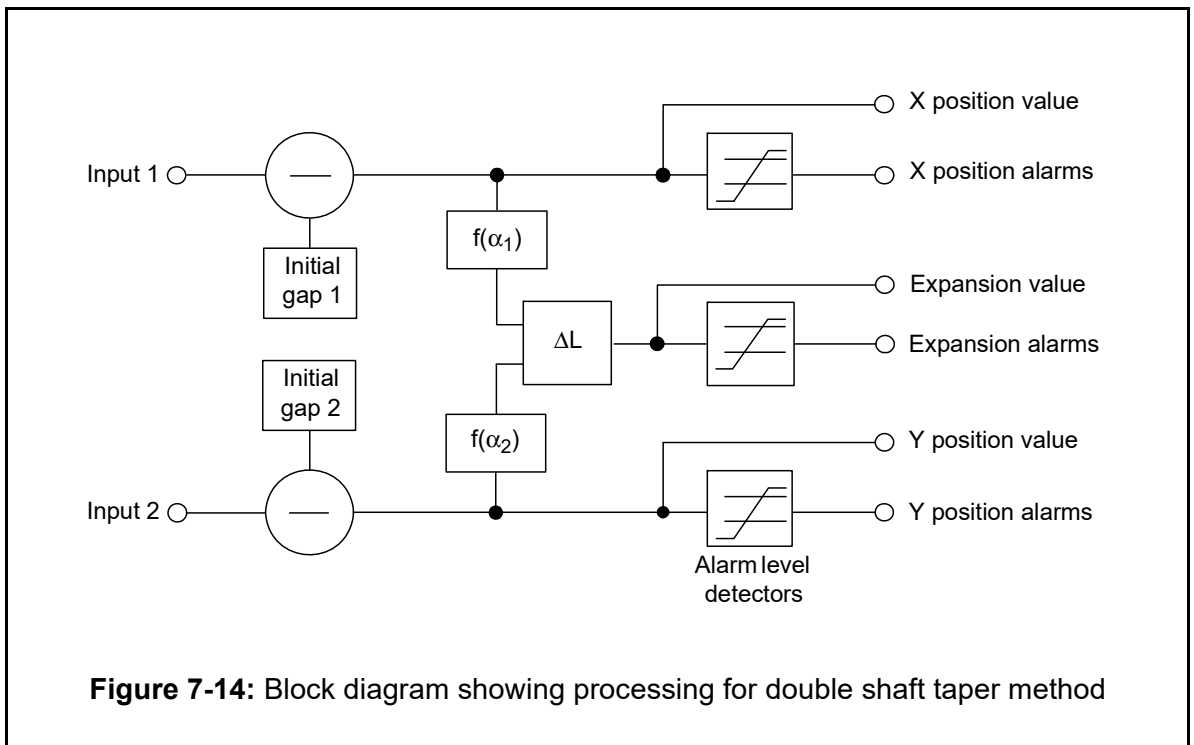 X position value
Input 1
X position alarms
f(α1)
Initial
gap 1
Expansion value
ΔL
Expansion alarms
Initial
gap 2
f(α2)
Y position value
Input 2
Y position alarms
Alarm level
detectors
Figure 7-14: Block diagram showing processing for double shaft taper method